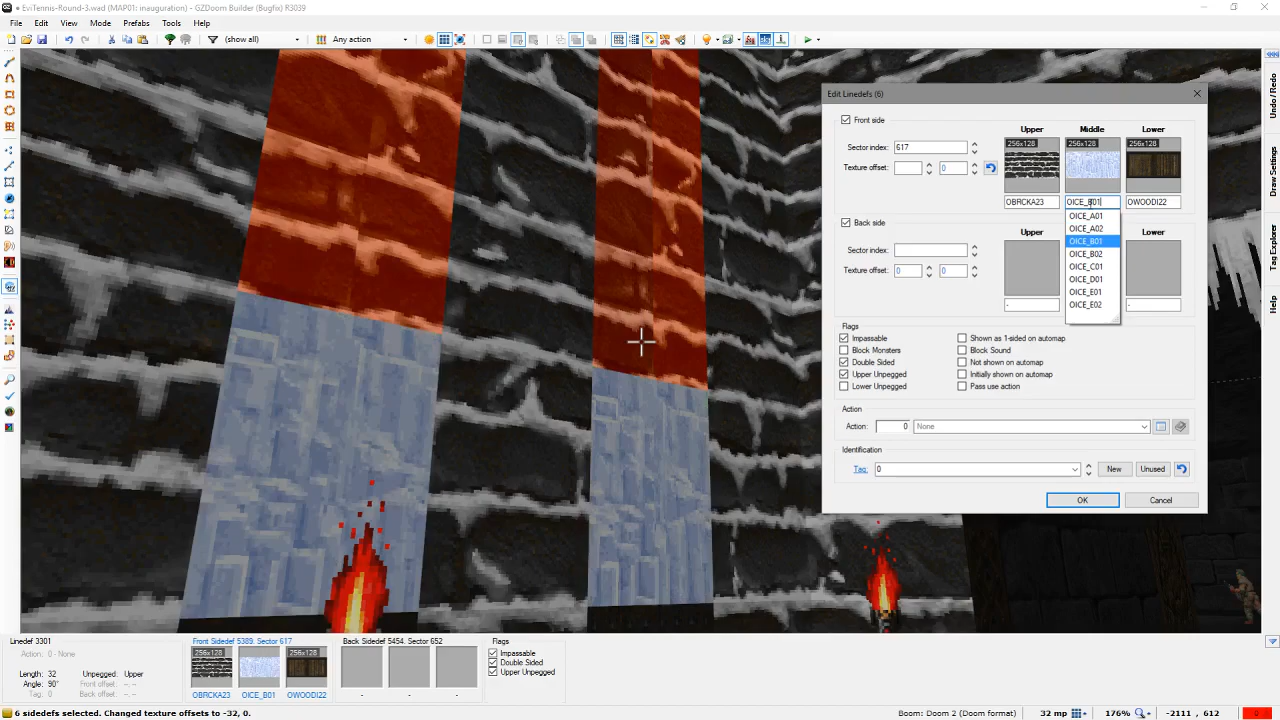 EviTennis-Round-3.wad (MAP01: inauguration) - GZDoom Builder (Bugfix) R3039
File Edit View Mode Prefabs Tools Help
(show all) Any action
Undo / Redo
Draw Settings
Tag Explorer
Help
Edit Linedefs (6)
Front side
Upper Middle Lower
Sector index: 617
Texture offset: 0
256x128 256x128 256x128
OBRCKA23 OICE_B01 OWOODI22
OICE_A01
OICE_A02
OICE_B01
OICE_B02
OICE_C01
OICE_D01
OICE_E01
OICE_E02
Back side
Upper Lower
Sector index:
Texture offset: 0 0
- -
Flags
Impassable Shown as 1-sided on automap
Block Monsters Block Sound
Double Sided Not shown on automap
Upper Unpegged Initially shown on automap
Lower Unpegged Pass use action
Action
Action: 0 None
Identification
Tag: 0 New Unused
OK Cancel
Linedef 3301
Action: 0 - None
Length: 32 Unpegged: Upper
Angle: 90° Front offset: --, --
Tag: 0 Back offset: --, --
Front Sidedef 5389. Sector 617
256x128 256x128 256x128
OBRCKA23 OICE_B01 OWOODI22
Back Sidedef 5454. Sector 652
- - -
Flags
Impassable
Double Sided
Upper Unpegged
6 sidedefs selected. Changed texture offsets to -32, 0.
Boom: Doom 2 (Doom format) 32 mp 176% -2111 , 612